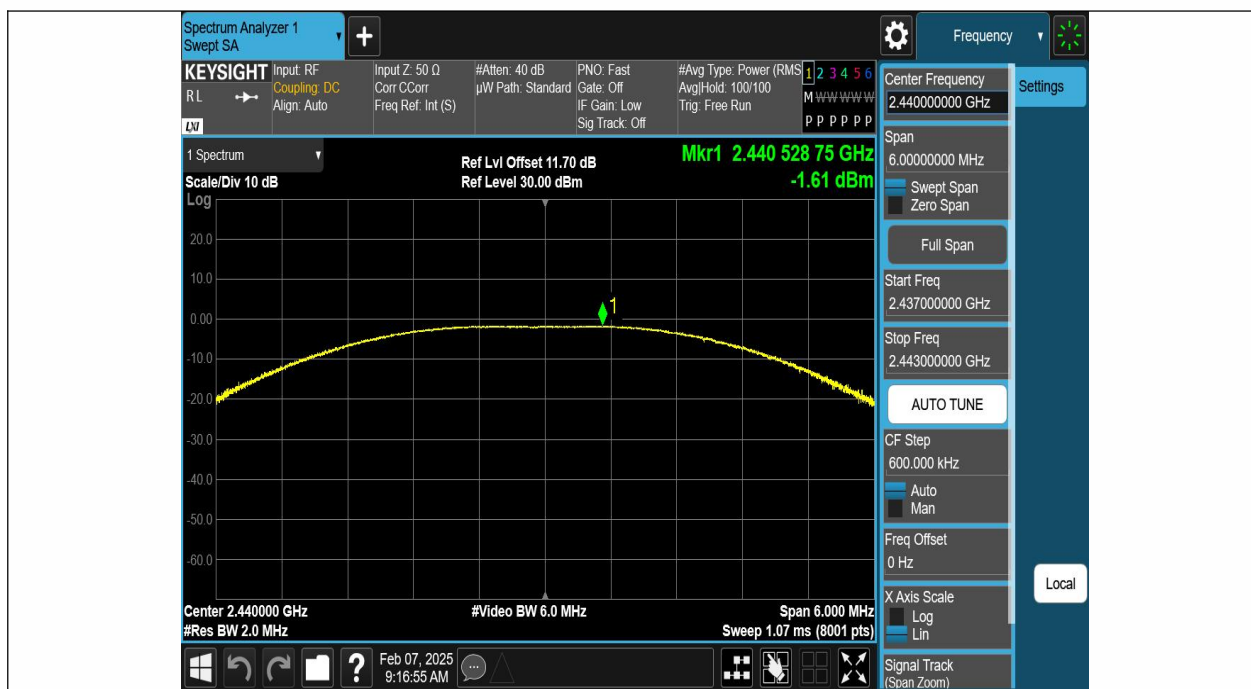 Spectrum Analyzer 1
Swept SA
+
Frequency
KEYSIGHT
RL
LXI
Input: RF
Coupling: DC
Align: Auto
Input Z: 50 Ω
Corr CCorr
Freq Ref: Int (S)
#Atten: 40 dB
µW Path: Standard
PNO: Fast
Gate: Off
IF Gain: Low
Sig Track: Off
#Avg Type: Power (RMS
Avg|Hold: 100/100
Trig: Free Run
1 2 3 4 5 6
M W W W W W
P P P P P P
1 Spectrum
Scale/Div 10 dB
Log
Ref Lvl Offset 11.70 dB
Ref Level 30.00 dBm
Mkr1 2.440 528 75 GHz
-1.61 dBm
20.0
10.0
0.00
-10.0
-20.0
-30.0
-40.0
-50.0
-60.0
1
Center 2.440000 GHz
#Res BW 2.0 MHz
#Video BW 6.0 MHz
Span 6.000 MHz
Sweep 1.07 ms (8001 pts)
?
Feb 07, 2025
9:16:55 AM
Center Frequency
2.440000000 GHz
Span
6.00000000 MHz
Swept Span
Zero Span
Full Span
Start Freq
2.437000000 GHz
Stop Freq
2.443000000 GHz
AUTO TUNE
CF Step
600.000 kHz
Auto
Man
Freq Offset
0 Hz
X Axis Scale
Log
Lin
Signal Track
(Span Zoom)
Settings
Local